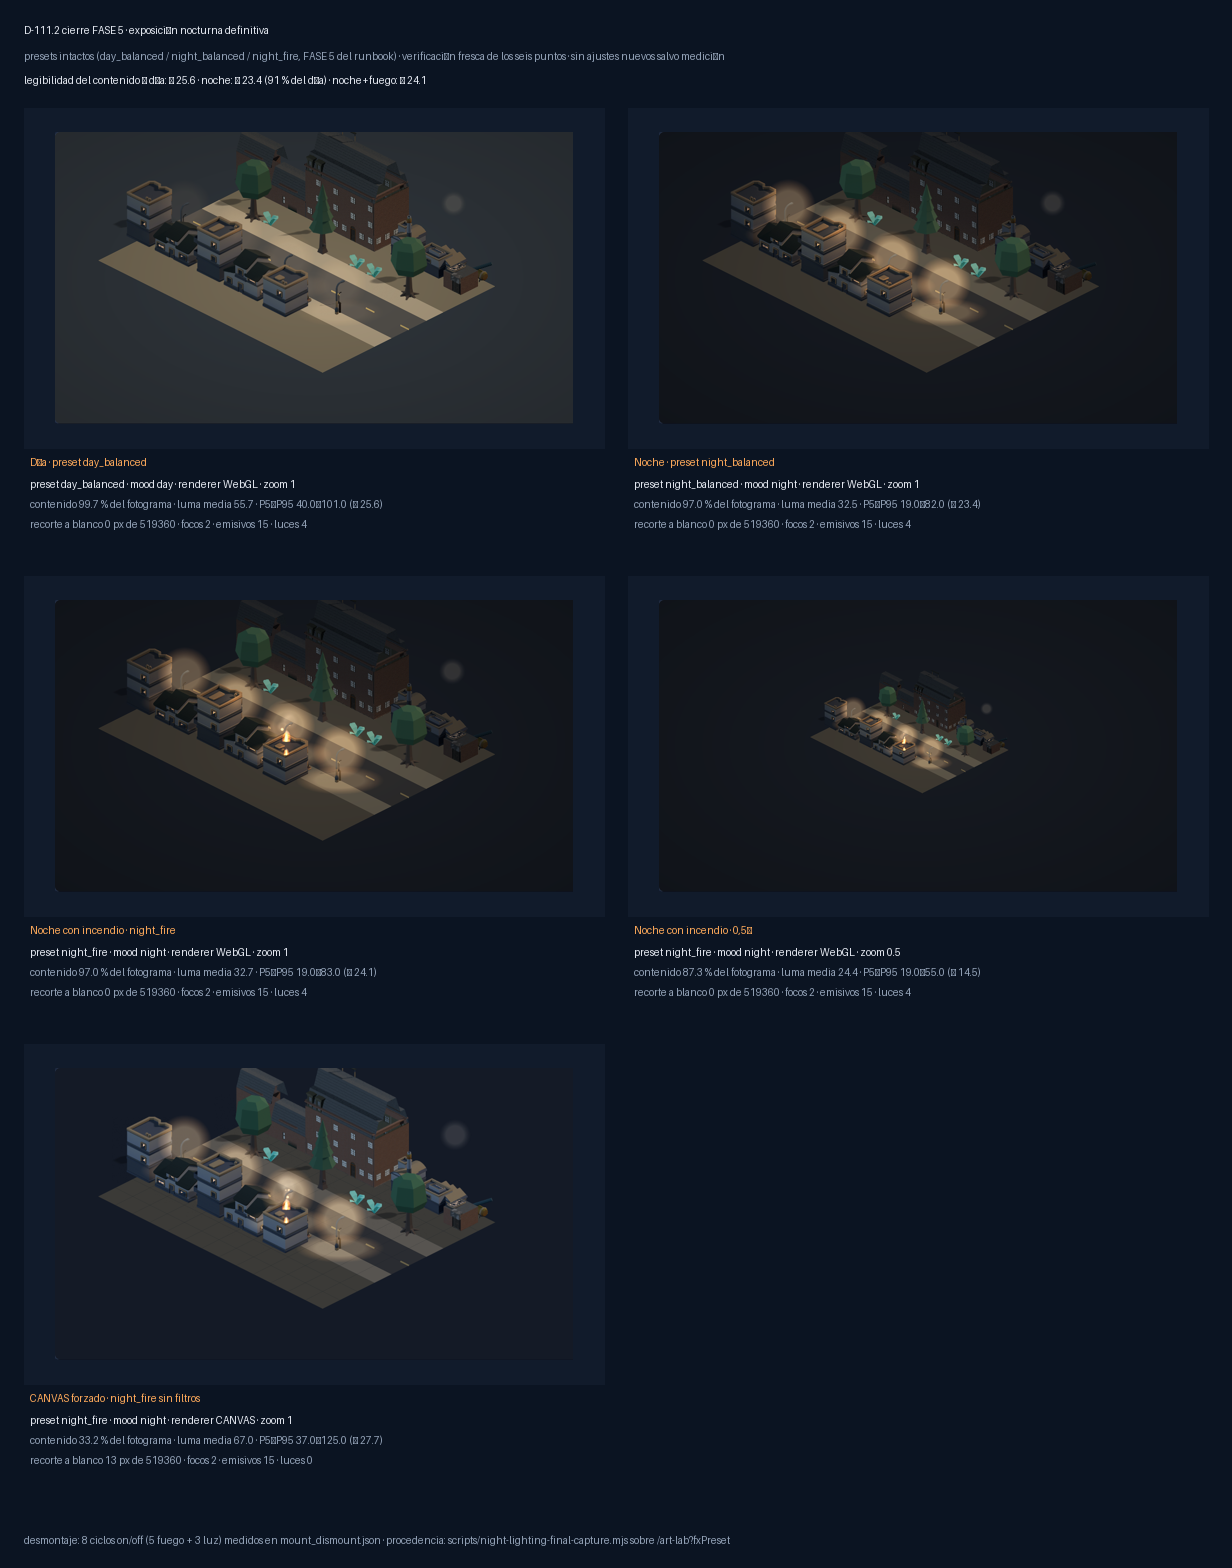 D-111.2 cierre FASE 5 · exposici□n nocturna definitiva
presets intactos (day_balanced / night_balanced / night_fire, FASE 5 del runbook) · verificaci□n fresca de los seis puntos · sin ajustes nuevos salvo medici□n
legibilidad del contenido □ d□a: □ 25.6 · noche: □ 23.4 (91 % del d□a) · noche+fuego: □ 24.1
D□a · preset day_balanced
preset day_balanced · mood day · renderer WebGL · zoom 1
contenido 99.7 % del fotograma · luma media 55.7 · P5□P95 40.0□101.0 (□ 25.6)
recorte a blanco 0 px de 519360 · focos 2 · emisivos 15 · luces 4
Noche · preset night_balanced
preset night_balanced · mood night · renderer WebGL · zoom 1
contenido 97.0 % del fotograma · luma media 32.5 · P5□P95 19.0□82.0 (□ 23.4)
recorte a blanco 0 px de 519360 · focos 2 · emisivos 15 · luces 4
Noche con incendio · night_fire
preset night_fire · mood night · renderer WebGL · zoom 1
contenido 97.0 % del fotograma · luma media 32.7 · P5□P95 19.0□83.0 (□ 24.1)
recorte a blanco 0 px de 519360 · focos 2 · emisivos 15 · luces 4
Noche con incendio · 0,5□
preset night_fire · mood night · renderer WebGL · zoom 0.5
contenido 87.3 % del fotograma · luma media 24.4 · P5□P95 19.0□55.0 (□ 14.5)
recorte a blanco 0 px de 519360 · focos 2 · emisivos 15 · luces 4
CANVAS forzado · night_fire sin filtros
preset night_fire · mood night · renderer CANVAS · zoom 1
contenido 33.2 % del fotograma · luma media 67.0 · P5□P95 37.0□125.0 (□ 27.7)
recorte a blanco 13 px de 519360 · focos 2 · emisivos 15 · luces 0
desmontaje: 8 ciclos on/off (5 fuego + 3 luz) medidos en mount_dismount.json · procedencia: scripts/night-lighting-final-capture.mjs sobre /art-lab?fxPreset